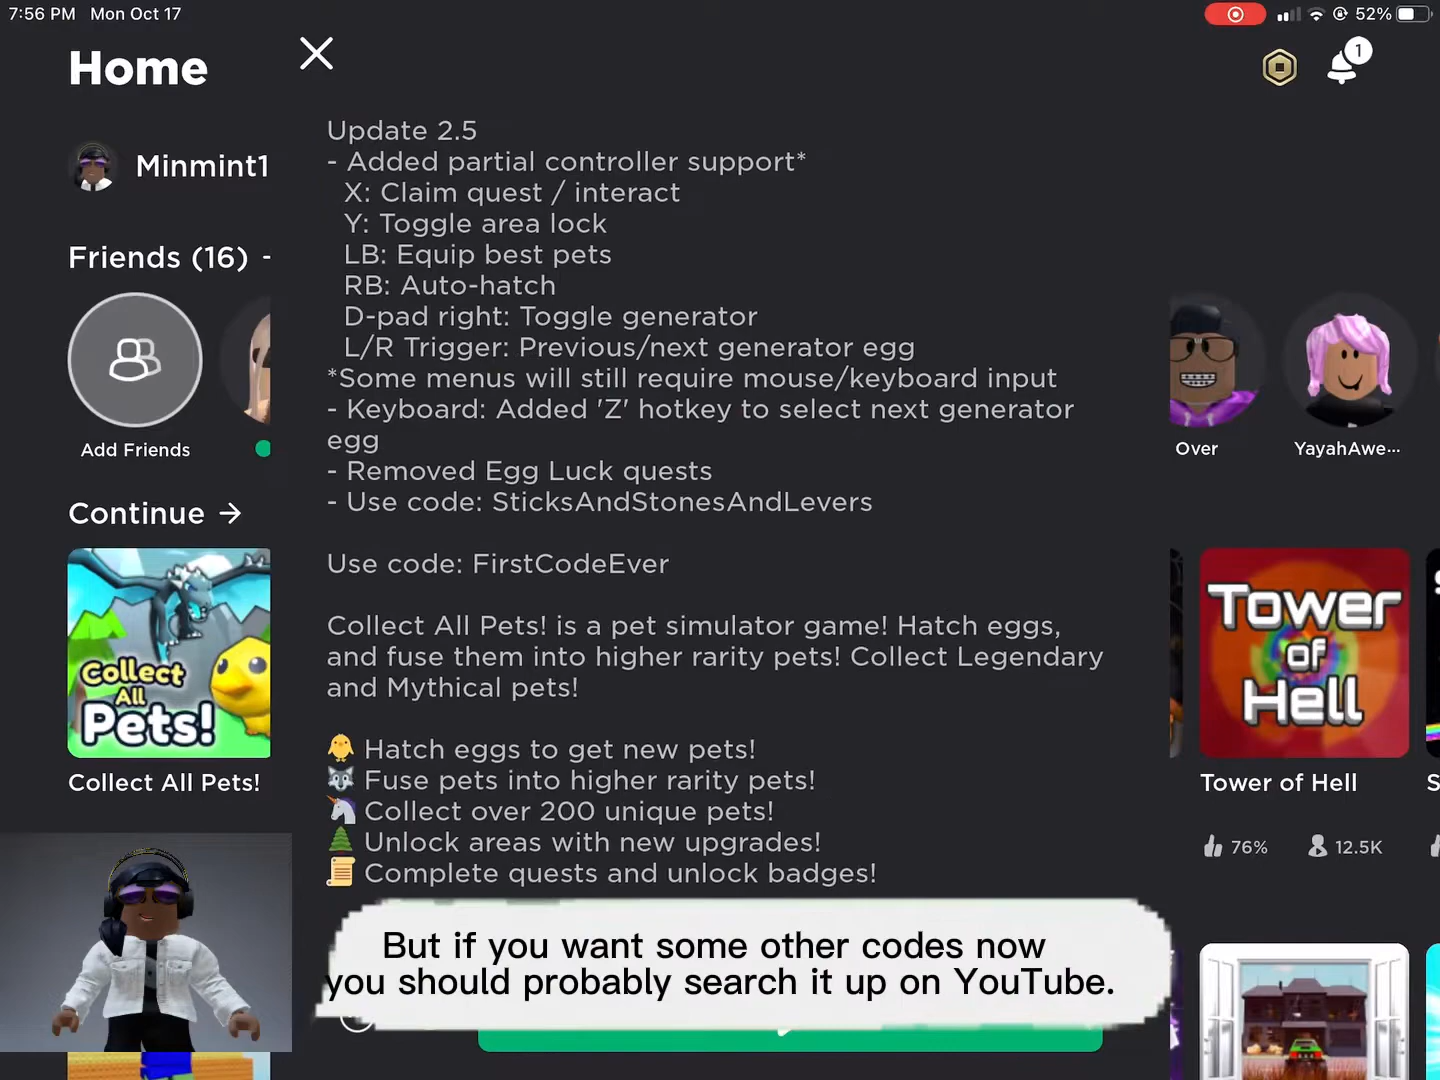 7:56 PM Mon Oct 17
52%
Home
1
Minmint1
Friends (16) -
Add Friends
Over
YayahAwe...
Continue →
Collect
All
Pets!
Collect All Pets!
Update 2.5
- Added partial controller support*
X: Claim quest / interact
Y: Toggle area lock
LB: Equip best pets
RB: Auto-hatch
D-pad right: Toggle generator
L/R Trigger: Previous/next generator egg
*Some menus will still require mouse/keyboard input
- Keyboard: Added 'Z' hotkey to select next generator
egg
- Removed Egg Luck quests
- Use code: SticksAndStonesAndLevers
Use code: FirstCodeEver
Collect All Pets! is a pet simulator game! Hatch eggs,
and fuse them into higher rarity pets! Collect Legendary
and Mythical pets!
Hatch eggs to get new pets!
Fuse pets into higher rarity pets!
Collect over 200 unique pets!
Unlock areas with new upgrades!
Complete quests and unlock badges!
Tower
of
Hell
Tower of Hell
S
76% 12.5K
But if you want some other codes now
you should probably search it up on YouTube.